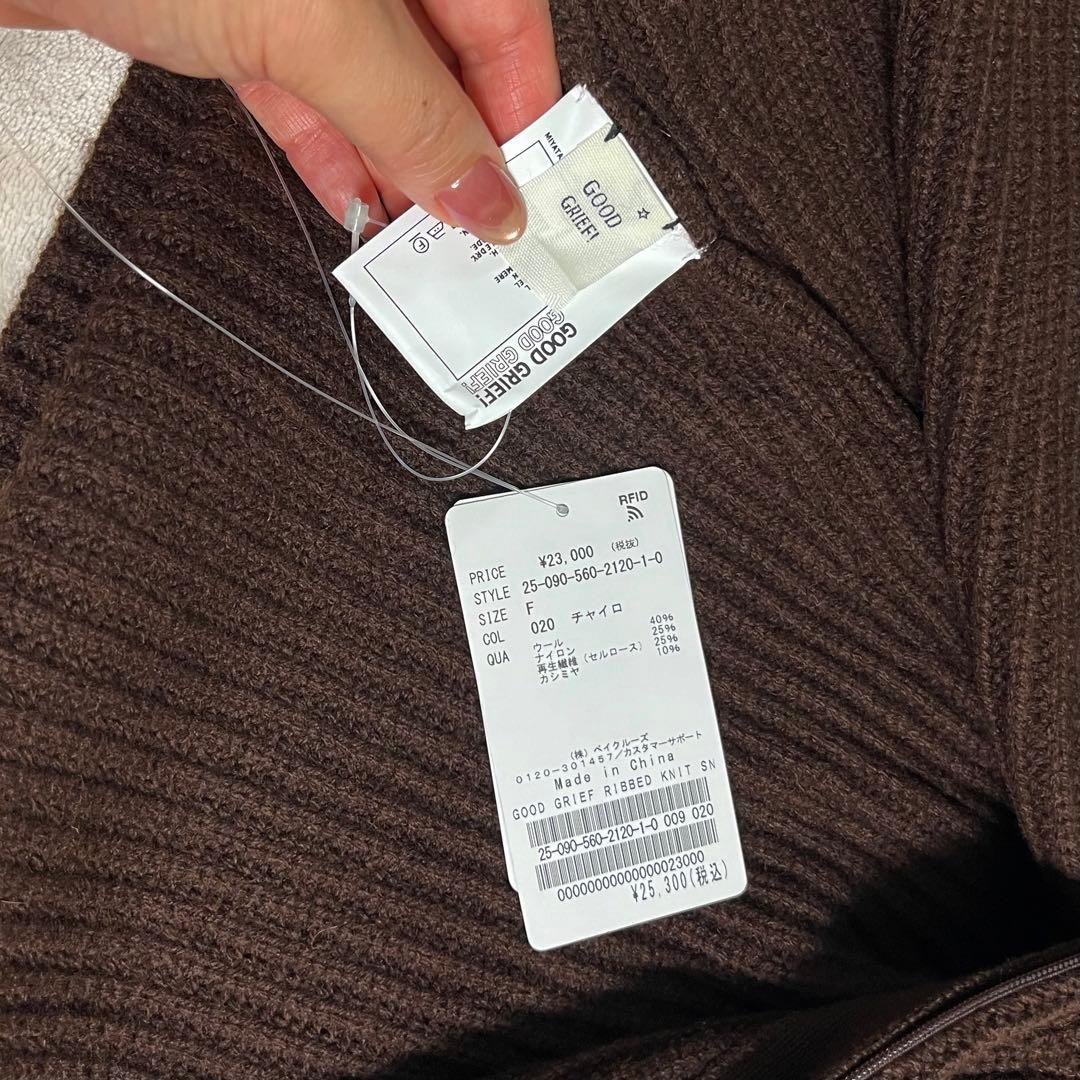 MIYATA
GOOD
GRIEF!
GOOD GRIEF!
GOOD GRIEF!
RFID
PRICE ¥23,000 (税抜)
STYLE 25-090-560-2120-1-0
SIZE F
COL 020 チャイロ
QUA ウール 40%
ナイロン 25%
再生繊維(セルロース) 25%
カシミヤ 10%
(株)ベイクルーズ
0120-301457/カスタマーサポート
Made in China
GOOD GRIEF RIBBED KNIT SN
25-090-560-2120-1-0 009 020
0000000000000023000
¥25,300(税込)